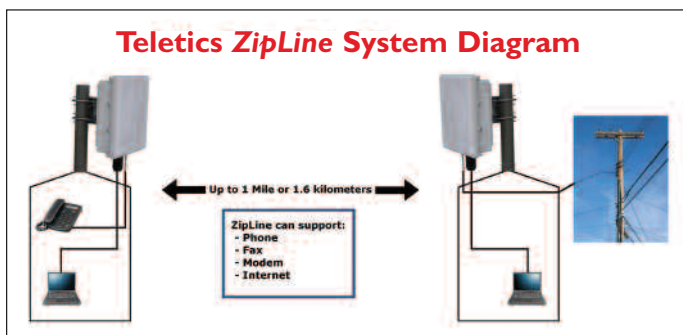 Teletics ZipLine System Diagram
Up to 1 Mile or 1.6 kilometers
ZipLine can support:
- Phone
- Fax
- Modem
- Internet